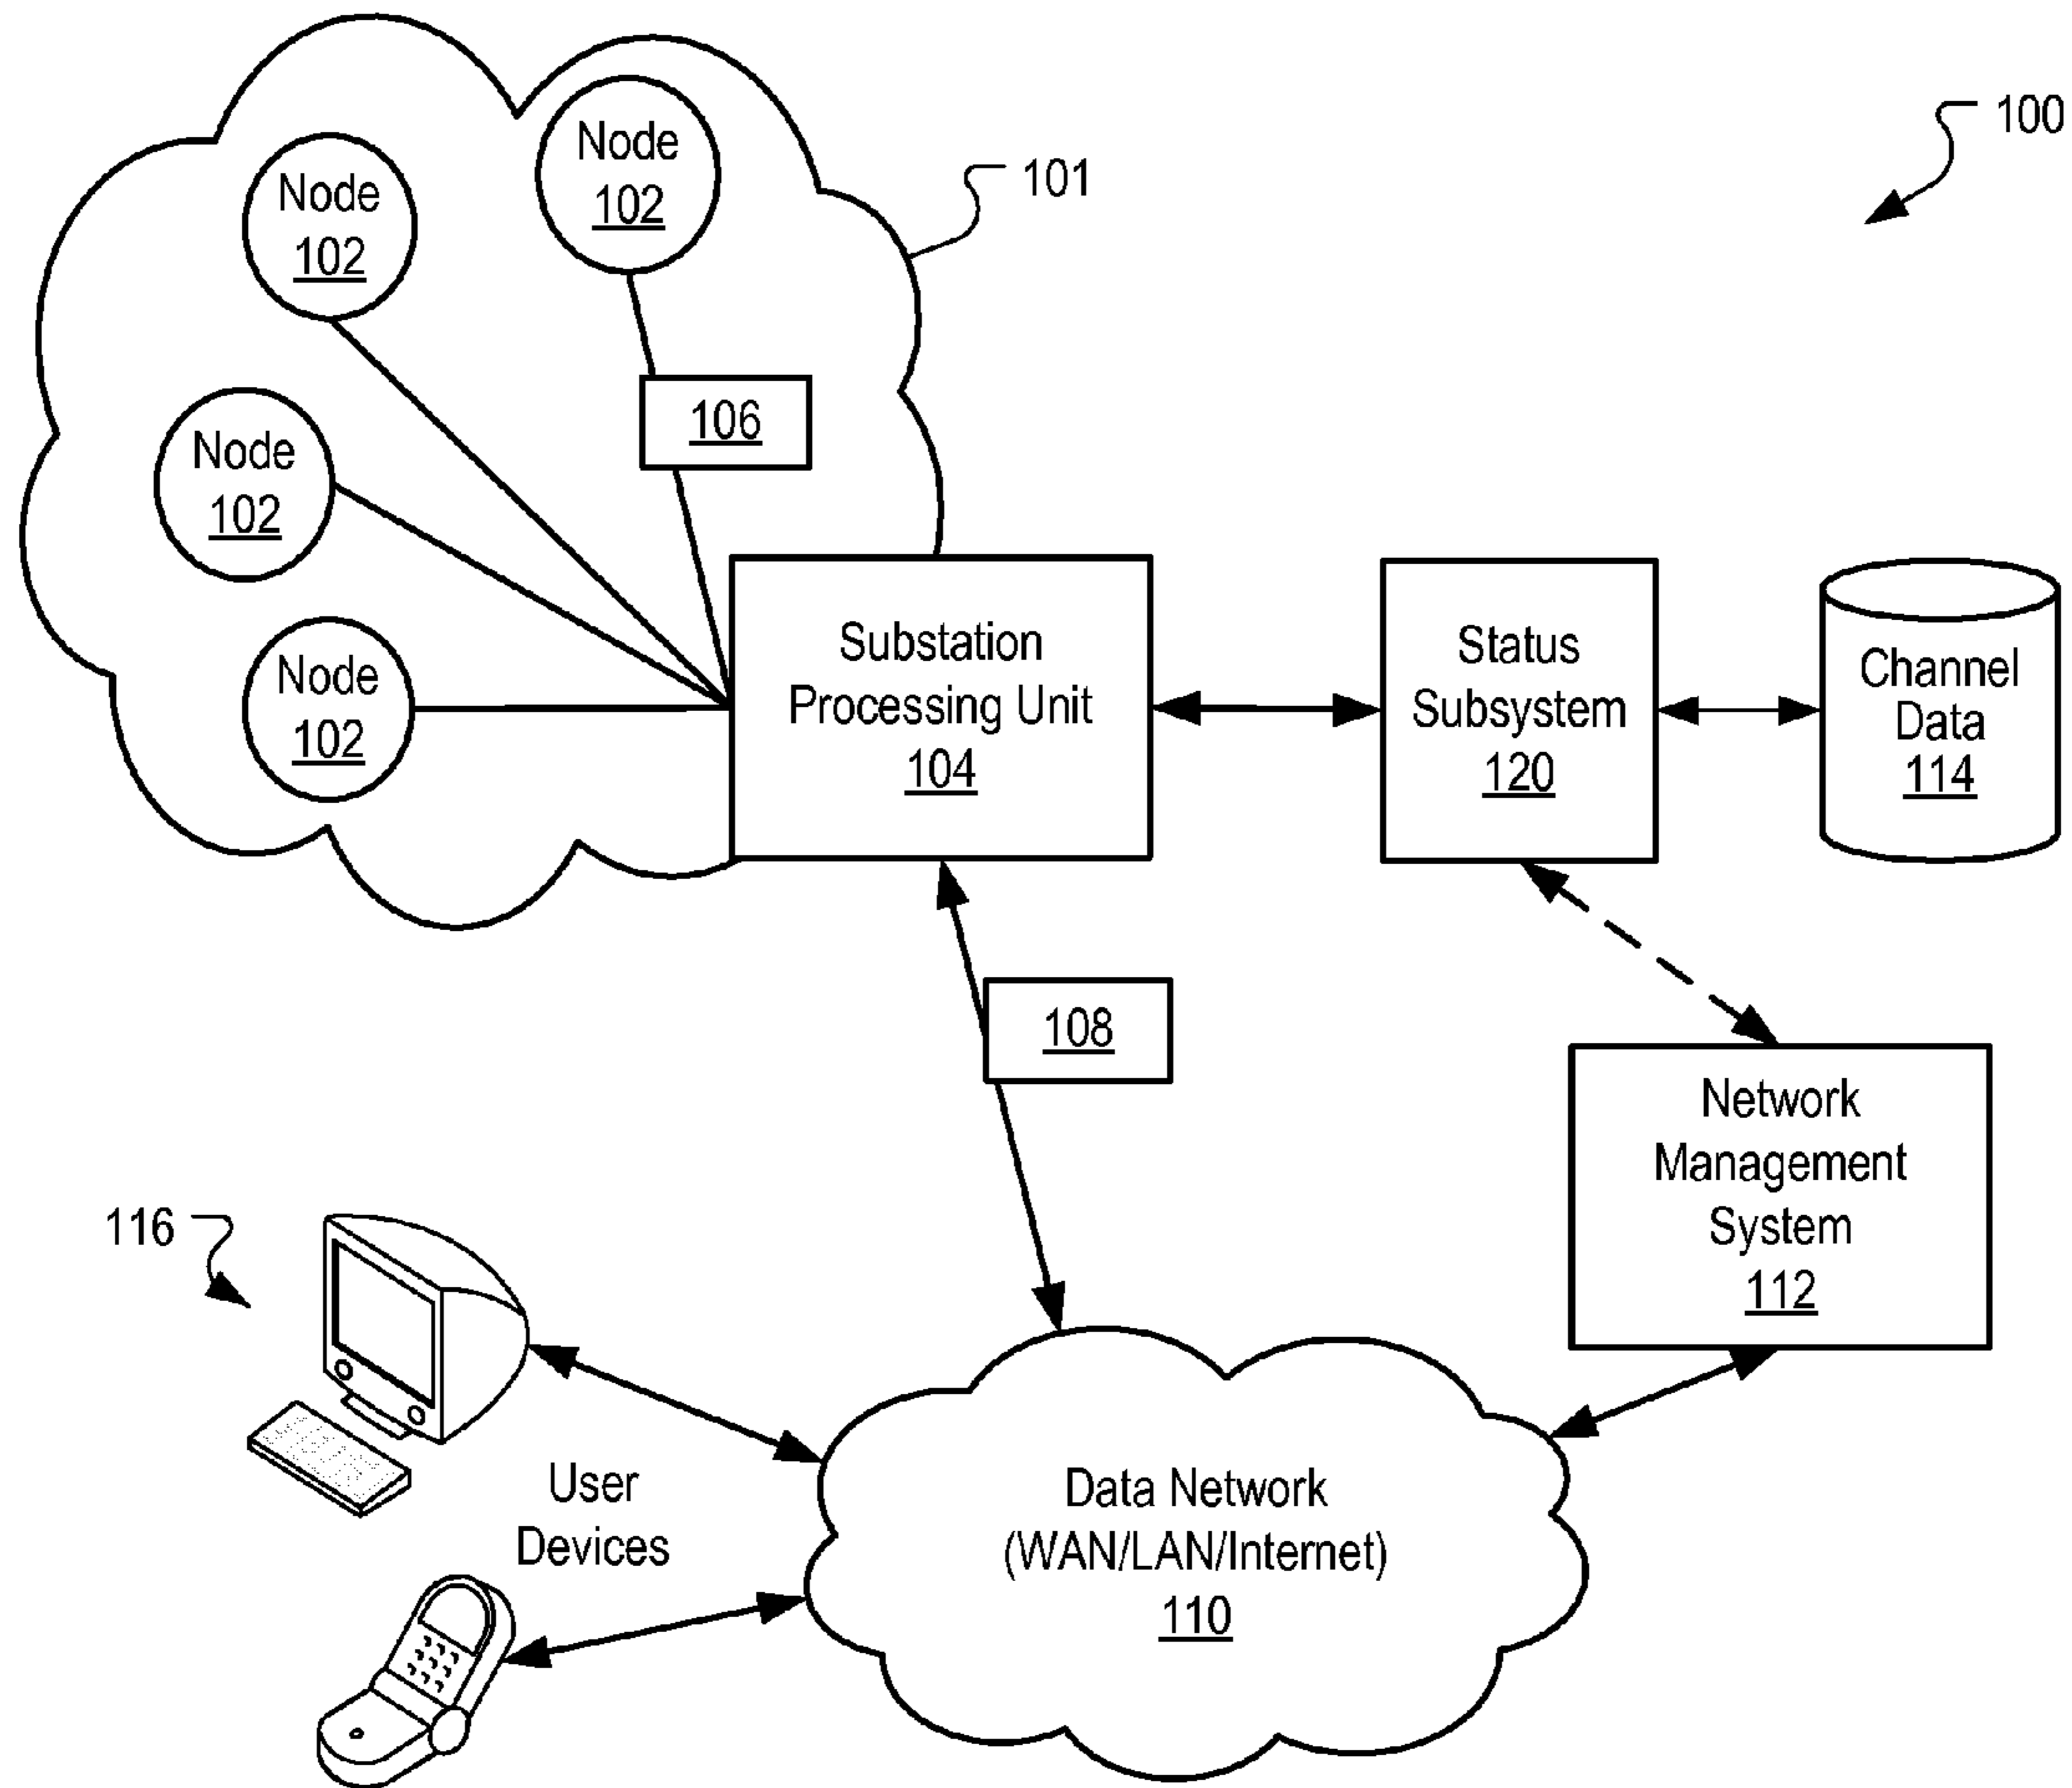 100
101
Node
102
Node
102
106
Node
102
Node
102
Substation
Processing Unit
104
Status
Subsystem
120
Channel
Data
114
108
Network
Management
System
112
116
User
Devices
Data Network
(WAN/LAN/Internet)
110